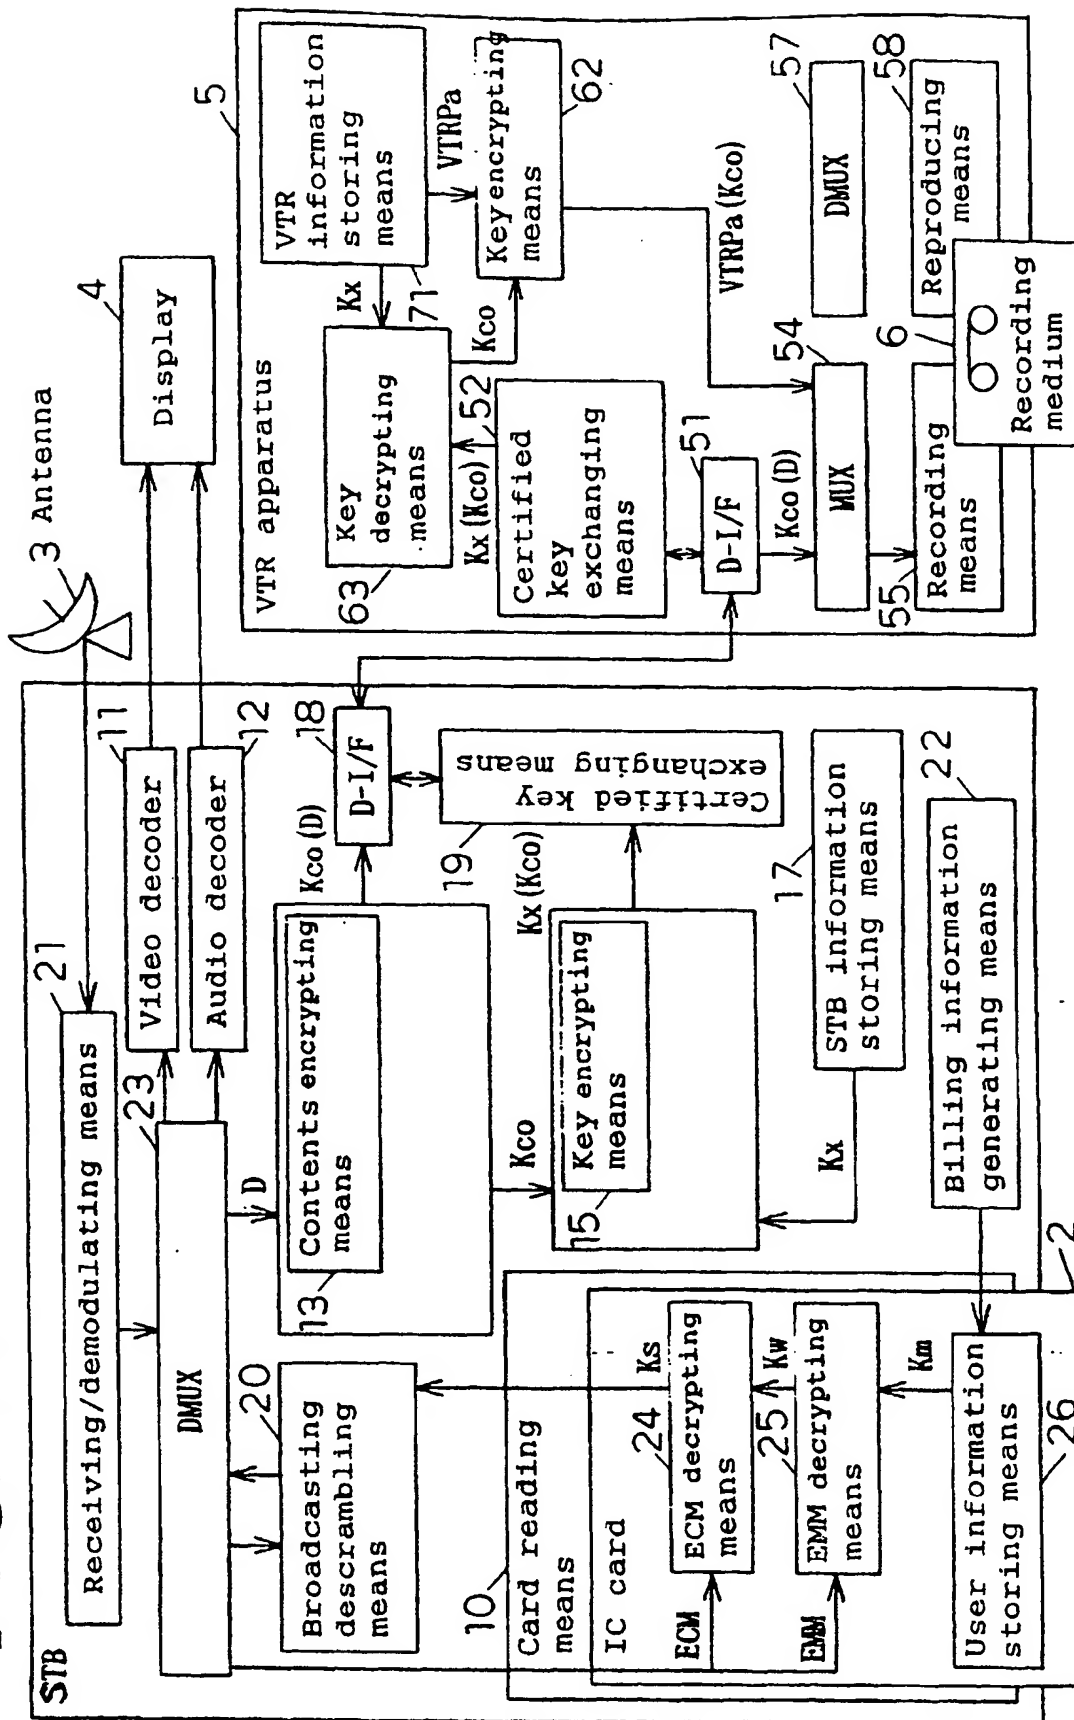 STB
Receiving/demodulating means
21
3 Antenna
4
Display
DMUX
23
Video decoder
11
Audio decoder
12
D
20
Broadcasting
descrambling
means
Contents encrypting
means
13
Kco(D)
18
D-I/F
Kco
Key encrypting
means
15
Kx(Kco)
19
Certified key
exchanging means
Kx
17
STB information
storing means
22
Billing information
generating means
10
Card reading
means
IC card
2
Ks
24
ECM decrypting
means
ECM
Kw
25
EMM decrypting
means
EMM
Km
User information
storing means
26
5
VTR apparatus
VTR
information
storing
means
71
Kx
VTRPa
Key
decrypting
means
63
Kco
Key encrypting
means
62
Kx(Kco)
52
Certified
key
exchanging
means
VTRPa(Kco)
51
D-I/F
Kco(D)
54
MUX
57
DMUX
55
Recording
means
58
Reproducing
means
6
Recording
medium